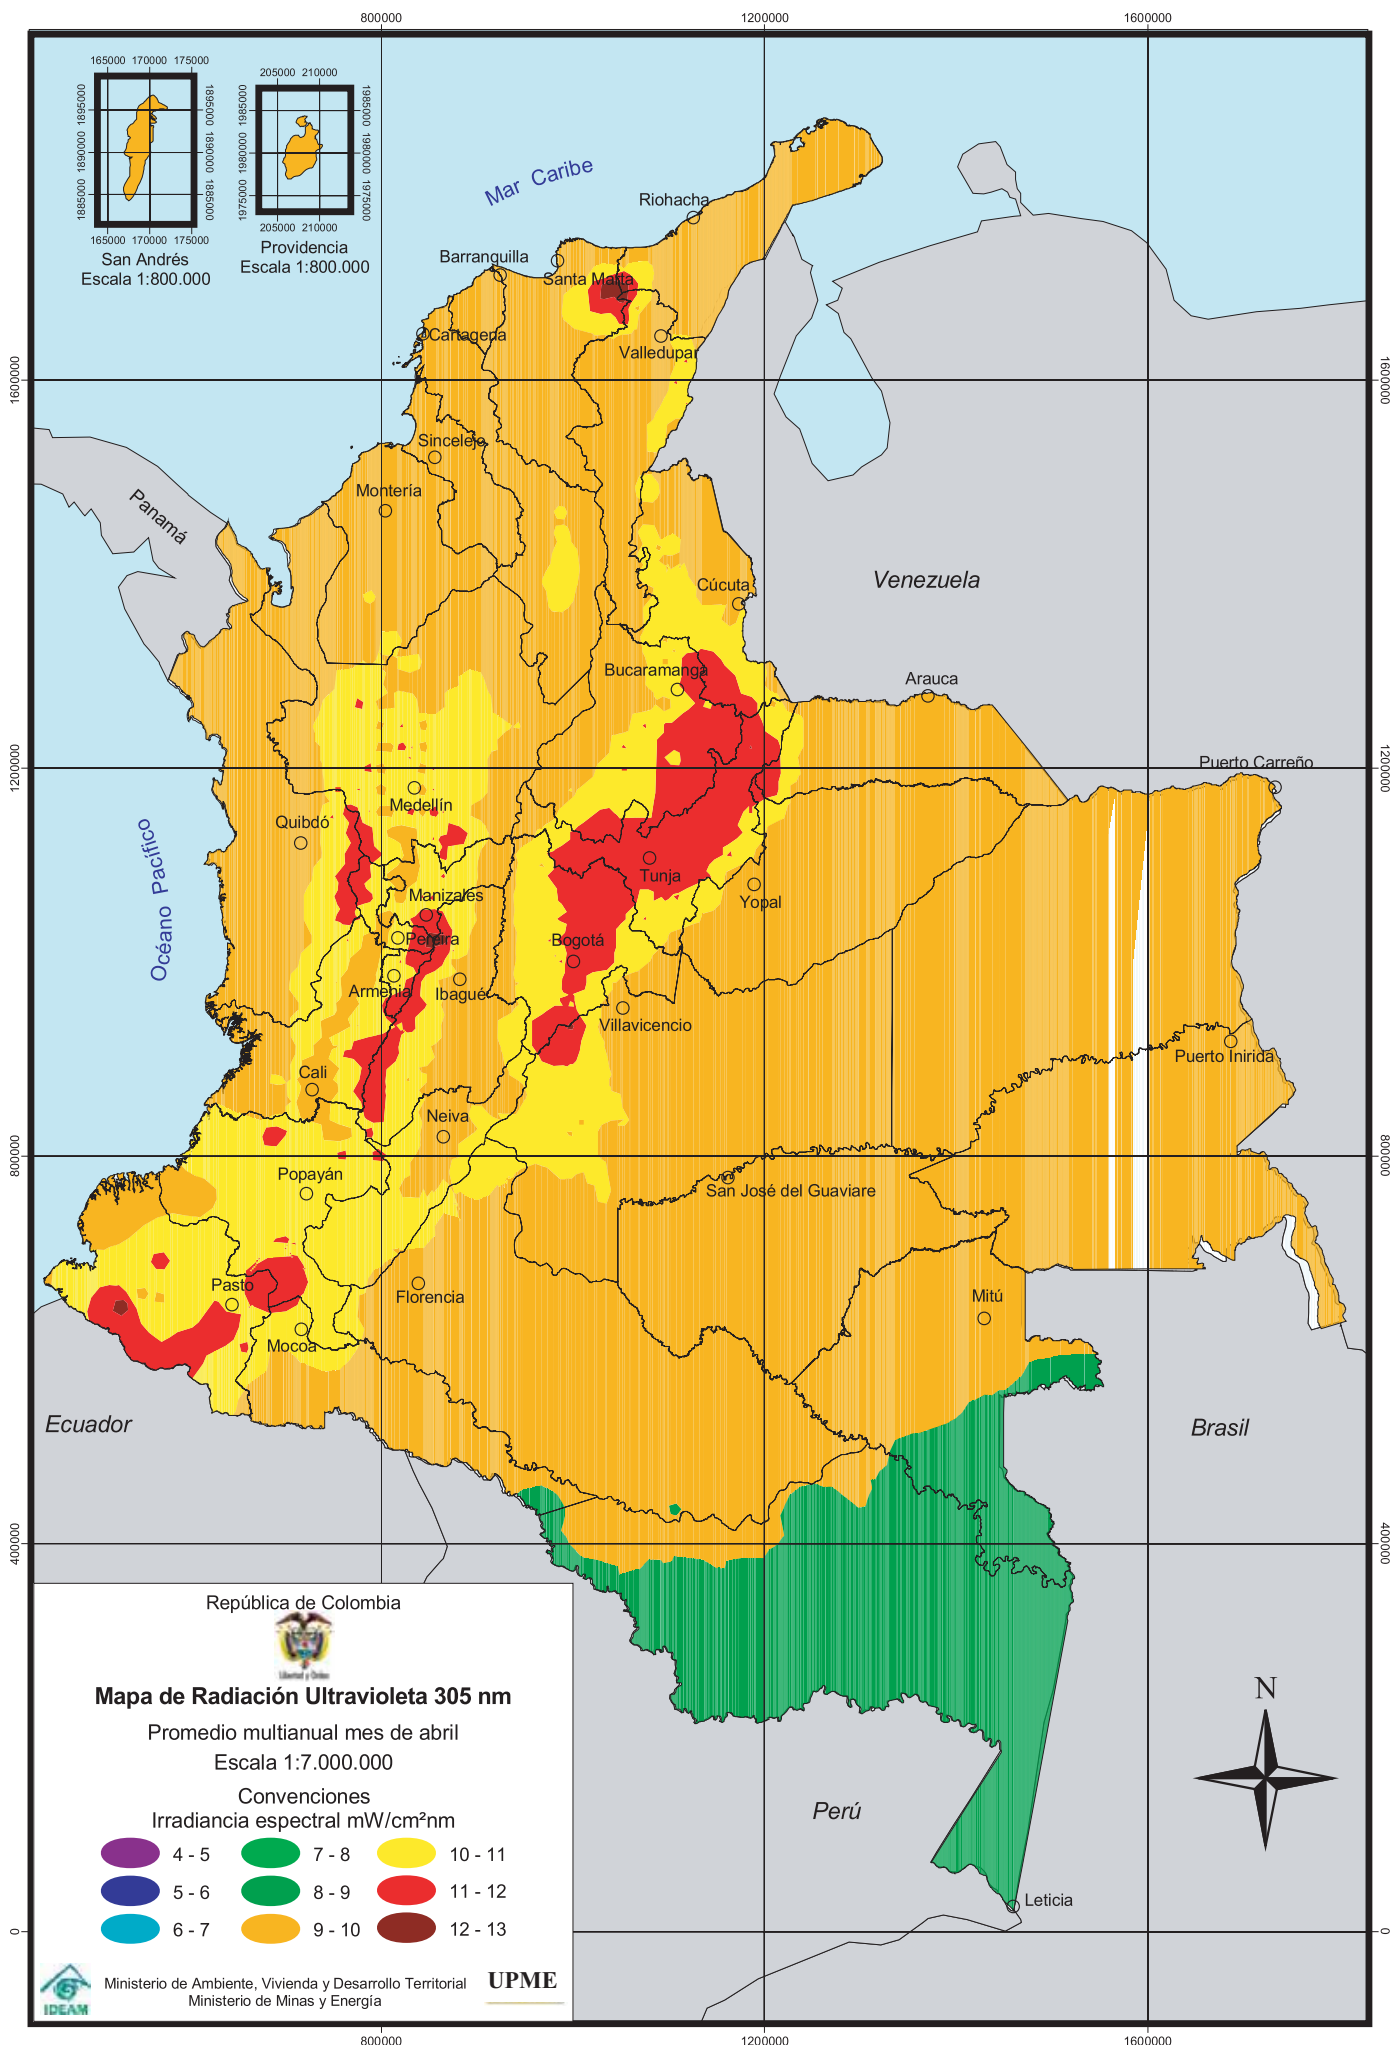 800000
1200000
1600000
165000 170000 175000
205000 210000
1895000
1890000
1885000
1895000
1890000
1885000
1985000
1980000
1975000
1985000
1980000
1975000
165000 170000 175000
205000 210000
San Andrés
Escala 1:800.000
Providencia
Escala 1:800.000
Mar Caribe
Riohacha
Barranquilla
Santa Marta
Cartagena
Valledupar
1600000
1600000
Sincelejo
Montería
Panamá
Cúcuta
Venezuela
Bucaramanga
Arauca
1200000
1200000
Puerto Carreño
Medellín
Quibdó
Océano Pacífico
Tunja
Manizales
Yopal
Pereira
Bogotá
Armenia
Ibagué
Villavicencio
Puerto Inirida
Cali
Neiva
800000
800000
Popayán
San José del Guaviare
Pasto
Florencia
Mitú
Mocoa
Ecuador
Brasil
400000
400000
República de Colombia
Libertad y Orden
Mapa de Radiación Ultravioleta 305 nm
Promedio multianual mes de abril
Escala 1:7.000.000
Convenciones
Irradiancia espectral mW/cm²nm
4 - 5 7 - 8 10 - 11
5 - 6 8 - 9 11 - 12
6 - 7 9 - 10 12 - 13
N
Perú
Leticia
0
0
IDEAM
Ministerio de Ambiente, Vivienda y Desarrollo Territorial
Ministerio de Minas y Energía
UPME
800000
1200000
1600000